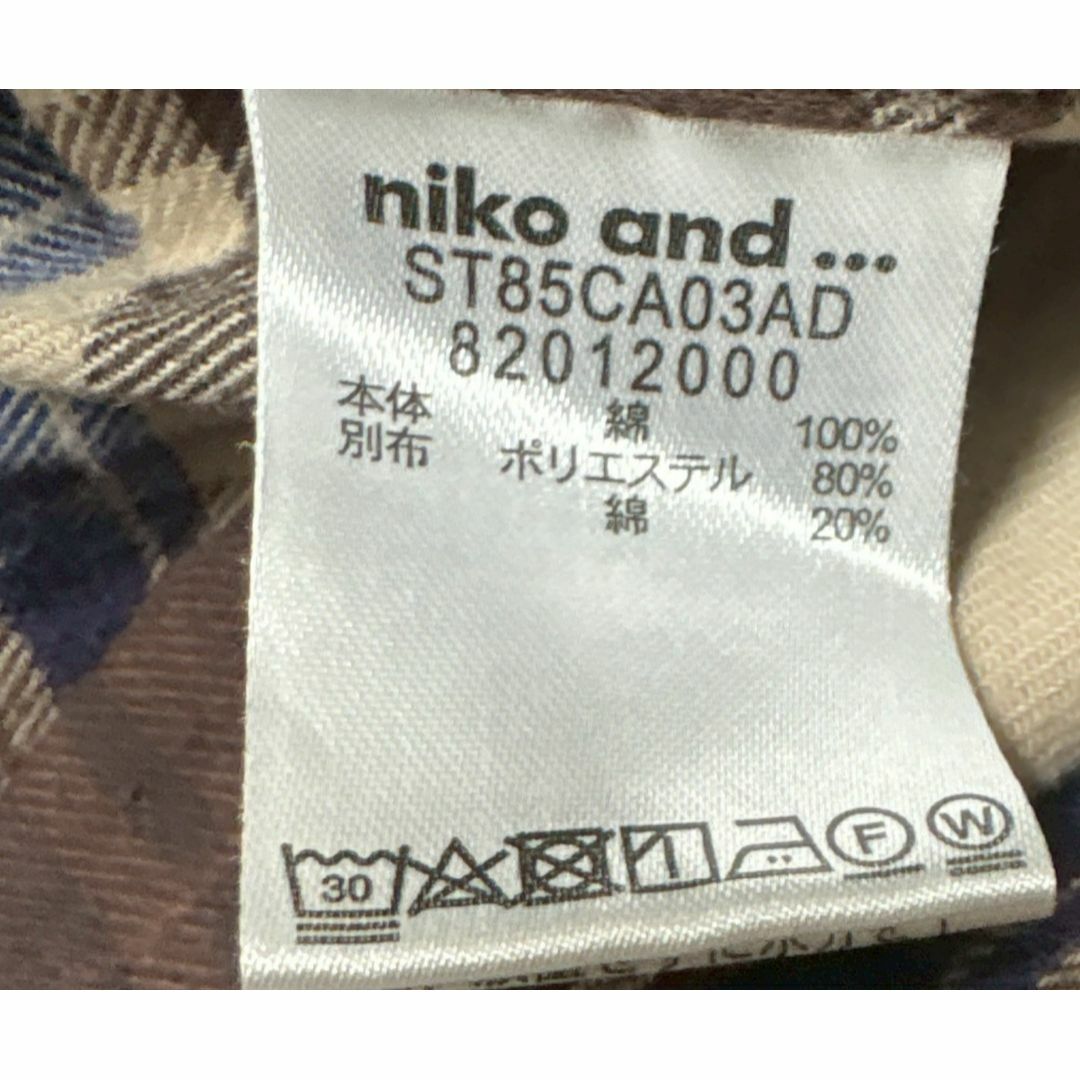 niko and ...
ST85CA03AD
82012000
本体 綿 100%
別布 ポリエステル 80%
綿 20%
30 F W